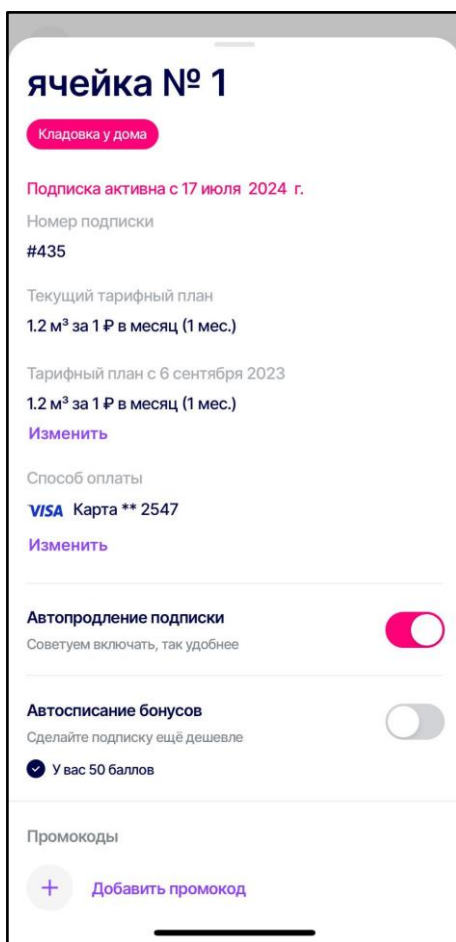 ячейка № 1
Кладовка у дома
Подписка активна с 17 июля 2024 г.
Номер подписки
#435
Текущий тарифный план
1.2 м³ за 1 ₽ в месяц (1 мес.)
Тарифный план с 6 сентября 2023
1.2 м³ за 1 ₽ в месяц (1 мес.)
Изменить
Способ оплаты
VISA Карта ** 2547
Изменить
Автопродление подписки
Советуем включать, так удобнее
Автосписание бонусов
Сделайте подписку ещё дешевле
У вас 50 баллов
Промокоды
+ Добавить промокод